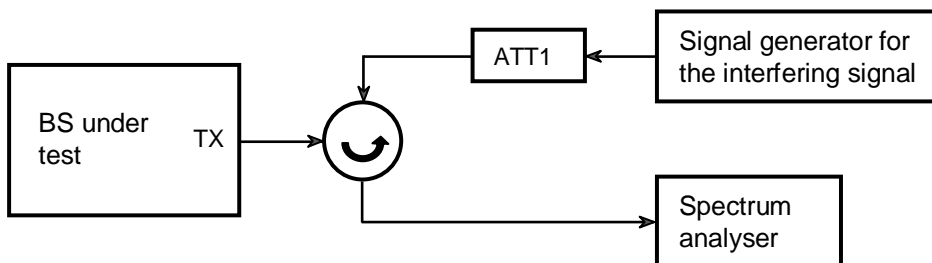 BS under
test
TX
ATT1
Signal generator for
the interfering signal
Spectrum
analyser